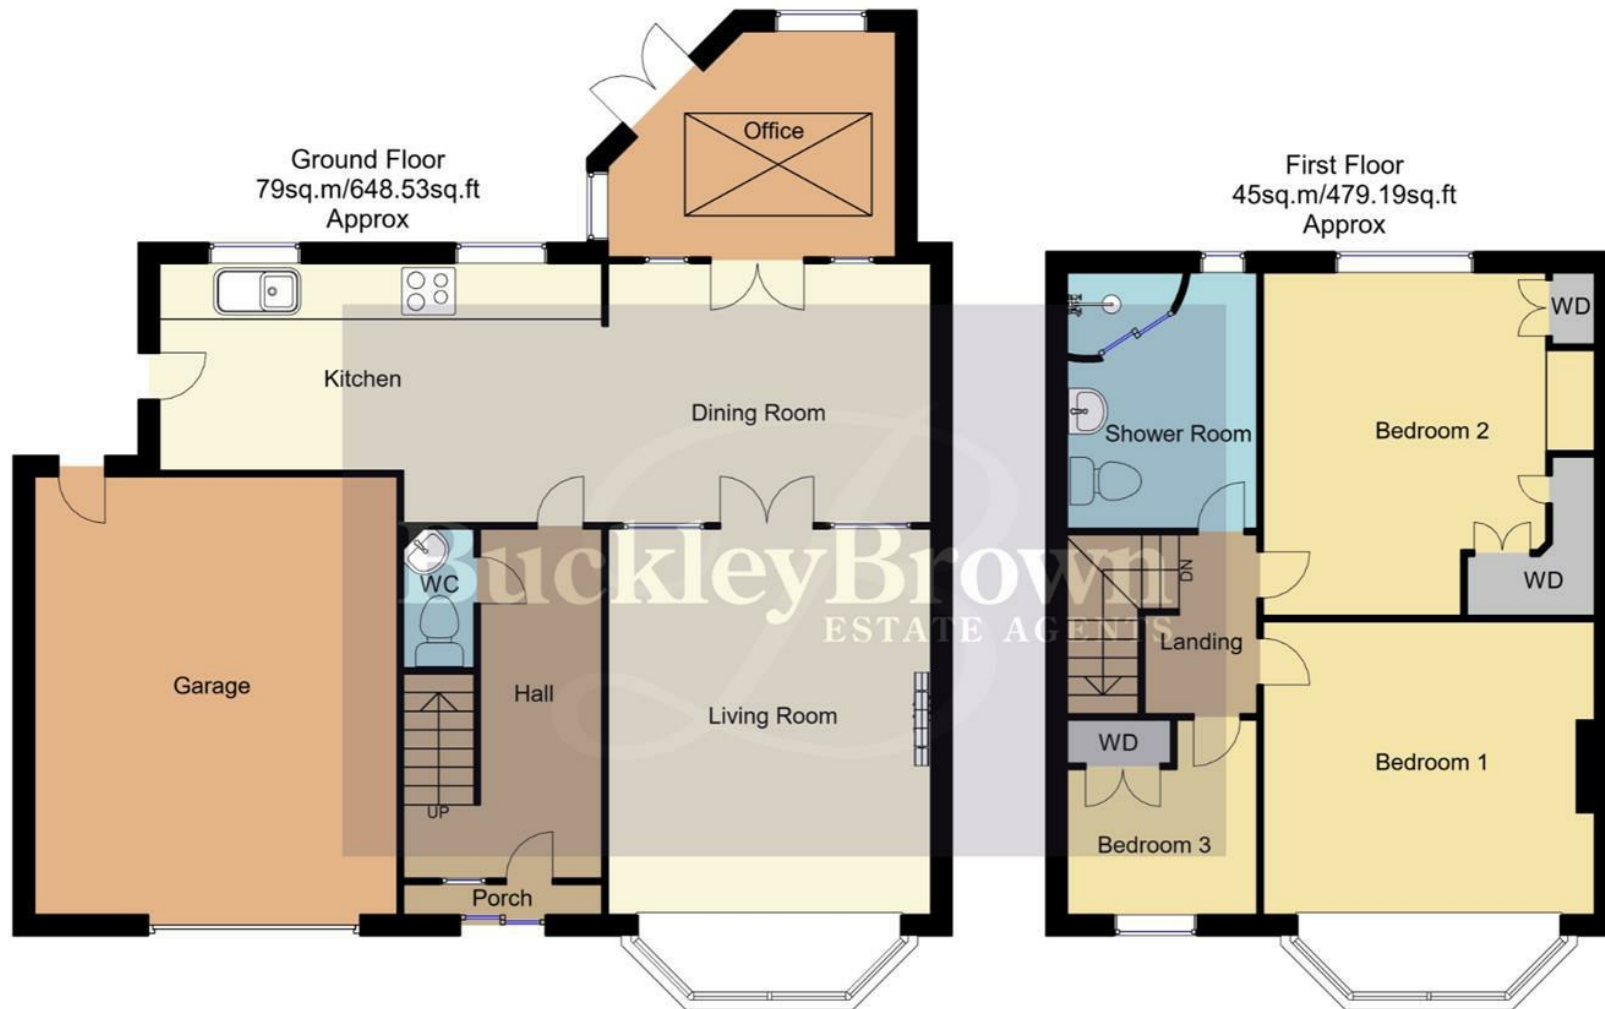 Ground Floor
79sq.m/648.53sq.ft
Approx
Office
Kitchen
Dining Room
WC
Garage
Hall
Living Room
UP
Porch
First Floor
45sq.m/479.19sq.ft
Approx
WD
Bedroom 2
Shower Room
WD
DN
Landing
WD
Bedroom 1
Bedroom 3
BuckleyBrown
ESTATE AGENTS
B